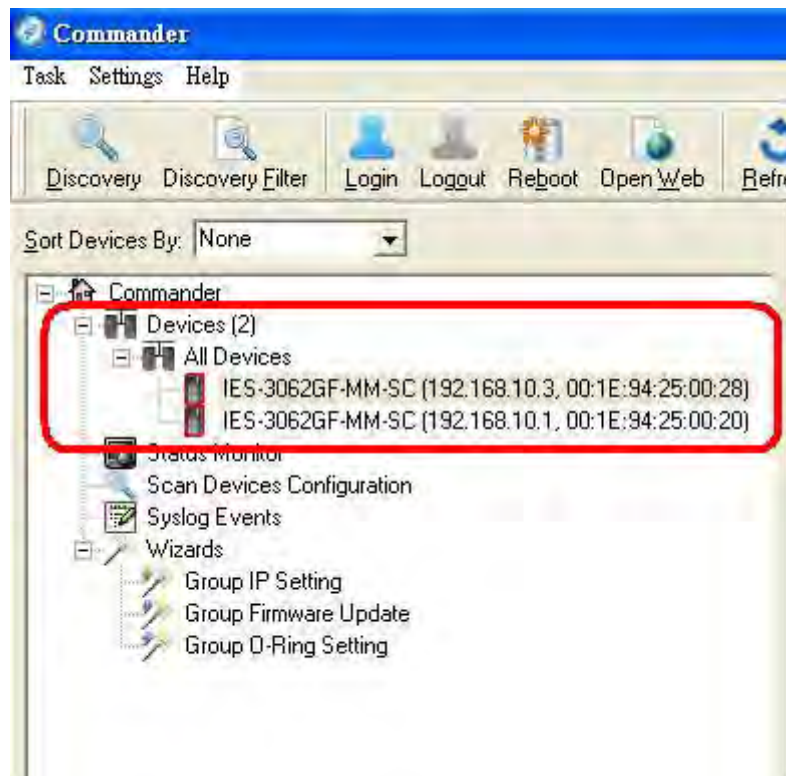 Commander
Task Settings Help
Discovery Discovery Filter Login Logout Reboot Open Web Refre
Sort Devices By: None
Commander
Devices (2)
All Devices
IES-3062GF-MM-SC (192.168.10.3, 00:1E:94:25:00:28)
IES-3062GF-MM-SC (192.168.10.1, 00:1E:94:25:00:20)
Status Monitor
Scan Devices Configuration
Syslog Events
Wizards
Group IP Setting
Group Firmware Update
Group O-Ring Setting